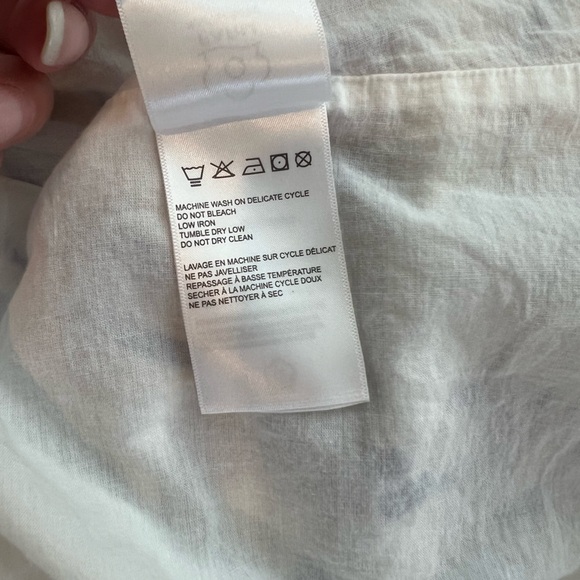 MACHINE WASH ON DELICATE CYCLE
DO NOT BLEACH
LOW IRON
TUMBLE DRY LOW
DO NOT DRY CLEAN
LAVAGE EN MACHINE SUR CYCLE DÉLICAT
NE PAS JAVELLISER
REPASSAGE À BASSE TEMPÉRATURE
SECHER À LA MACHINE CYCLE DOUX
NE PAS NETTOYER À SEC